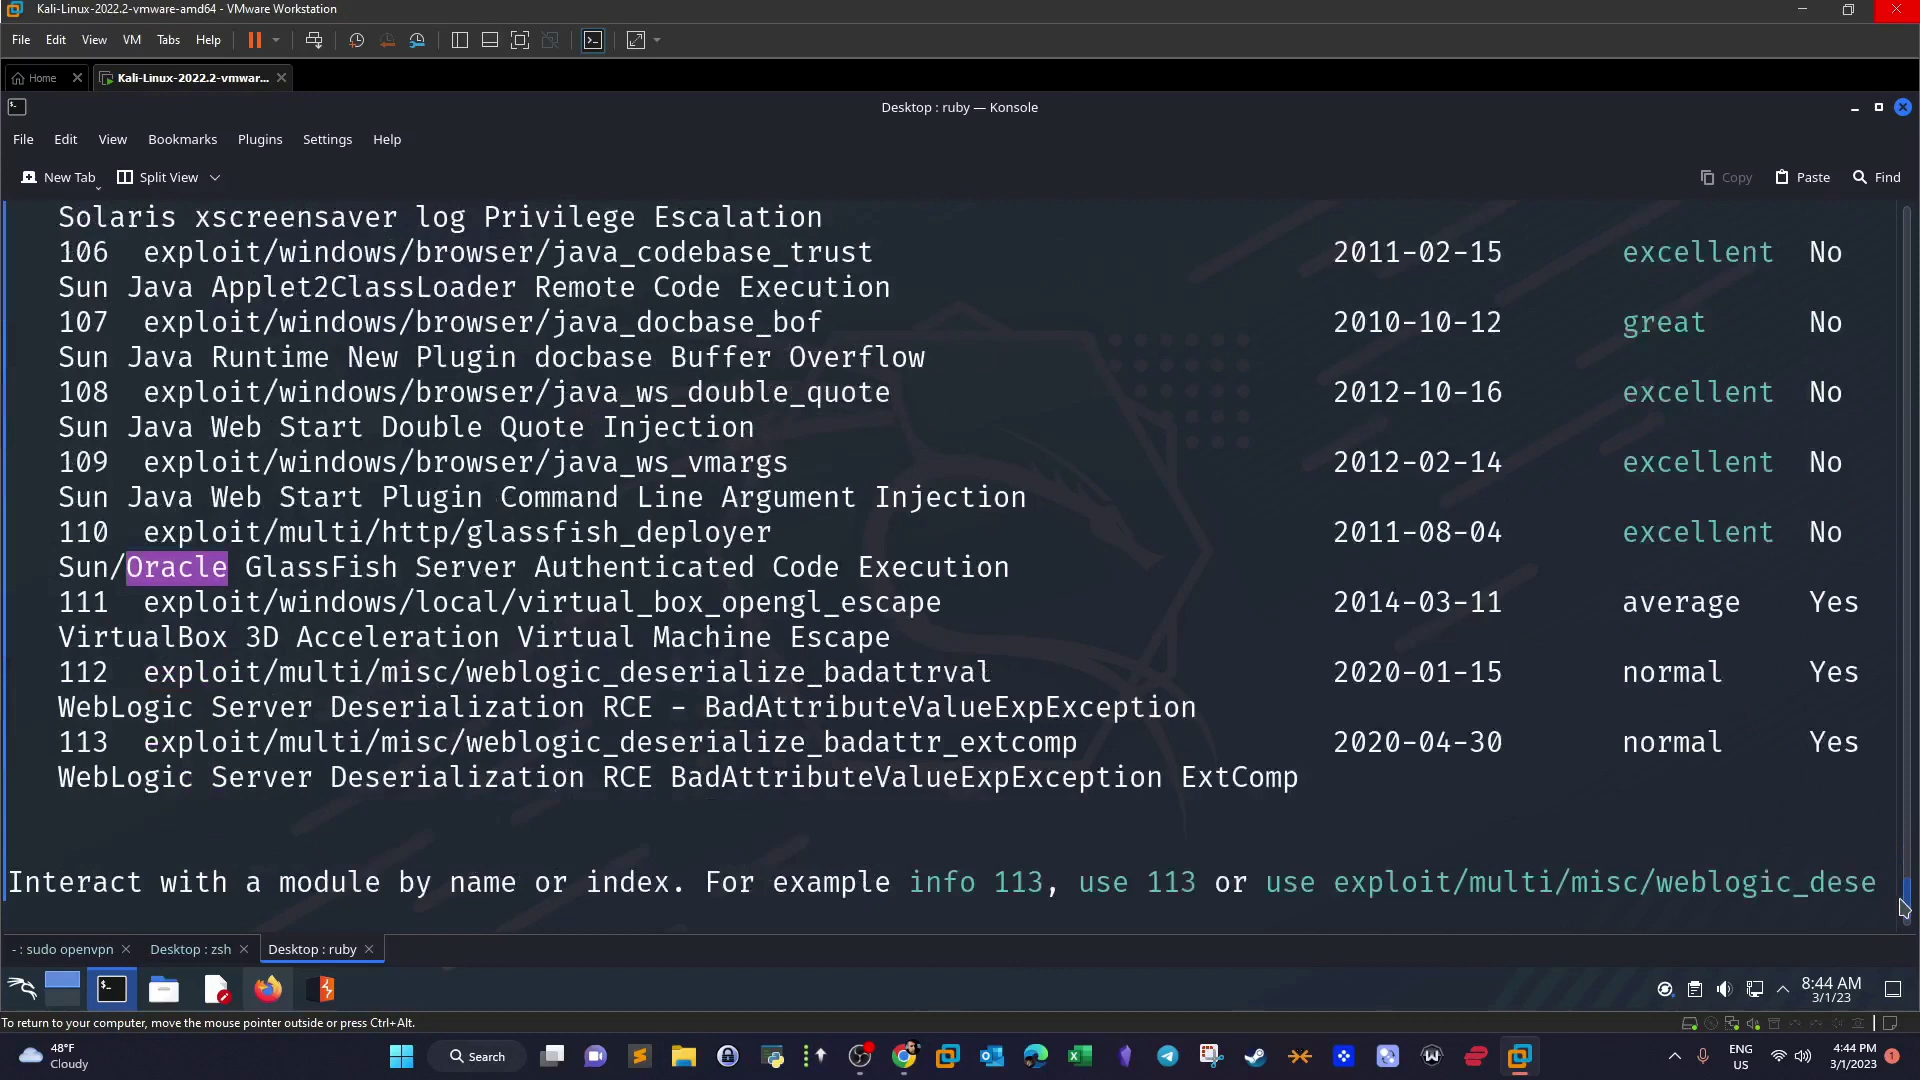 Kali-Linux-2022.2-vmware-amd64 - VMware Workstation
File Edit View VM Tabs Help
Home Kali-Linux-2022.2-vmwar...
Desktop : ruby — Konsole
File Edit View Bookmarks Plugins Settings Help
New Tab Split View Copy Paste Find
Solaris xscreensaver log Privilege Escalation
106 exploit/windows/browser/java_codebase_trust 2011-02-15 excellent No
Sun Java Applet2ClassLoader Remote Code Execution
107 exploit/windows/browser/java_docbase_bof 2010-10-12 great No
Sun Java Runtime New Plugin docbase Buffer Overflow
108 exploit/windows/browser/java_ws_double_quote 2012-10-16 excellent No
Sun Java Web Start Double Quote Injection
109 exploit/windows/browser/java_ws_vmargs 2012-02-14 excellent No
Sun Java Web Start Plugin Command Line Argument Injection
110 exploit/multi/http/glassfish_deployer 2011-08-04 excellent No
Sun/Oracle GlassFish Server Authenticated Code Execution
111 exploit/windows/local/virtual_box_opengl_escape 2014-03-11 average Yes
VirtualBox 3D Acceleration Virtual Machine Escape
112 exploit/multi/misc/weblogic_deserialize_badattrval 2020-01-15 normal Yes
WebLogic Server Deserialization RCE - BadAttributeValueExpException
113 exploit/multi/misc/weblogic_deserialize_badattr_extcomp 2020-04-30 normal Yes
WebLogic Server Deserialization RCE BadAttributeValueExpException ExtComp
Interact with a module by name or index. For example info 113, use 113 or use exploit/multi/misc/weblogic_dese
- : sudo openvpn Desktop : zsh Desktop : ruby
8:44 AM
3/1/23
To return to your computer, move the mouse pointer outside or press Ctrl+Alt.
48°F
Cloudy
Search
ENG
US
4:44 PM
3/1/2023
1